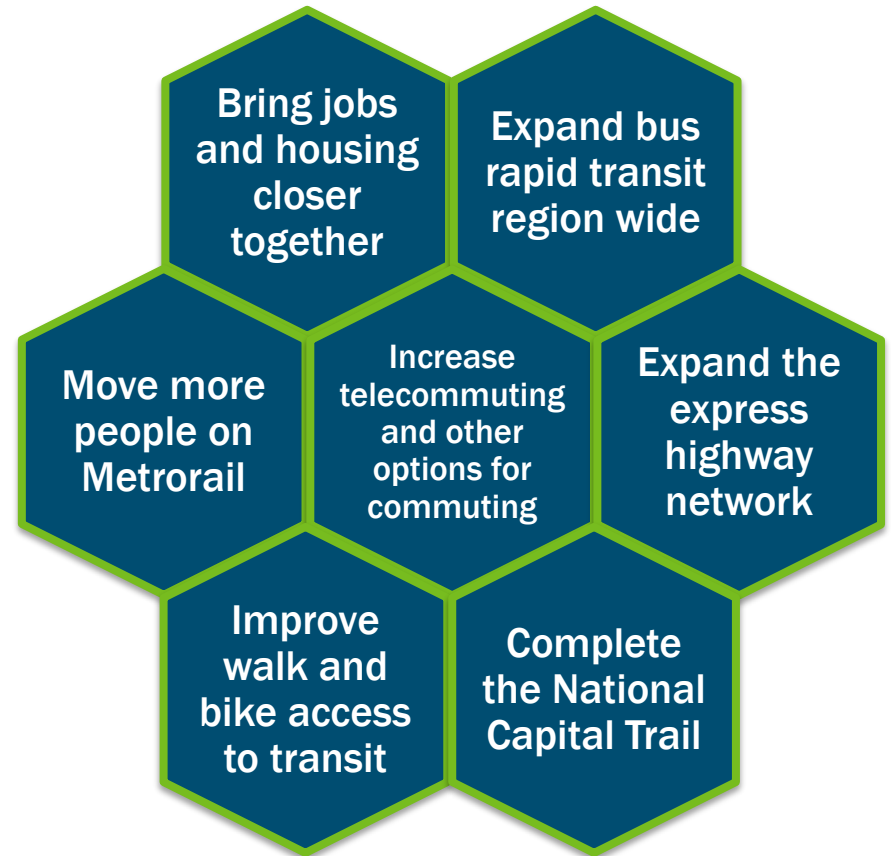 Bring jobs
and housing
closer
together
Expand bus
rapid transit
region wide
Move more
people on
Metrorail
Increase
telecommuting
and other
options for
commuting
Expand the
express
highway
network
Improve
walk and
bike access
to transit
Complete
the National
Capital Trail